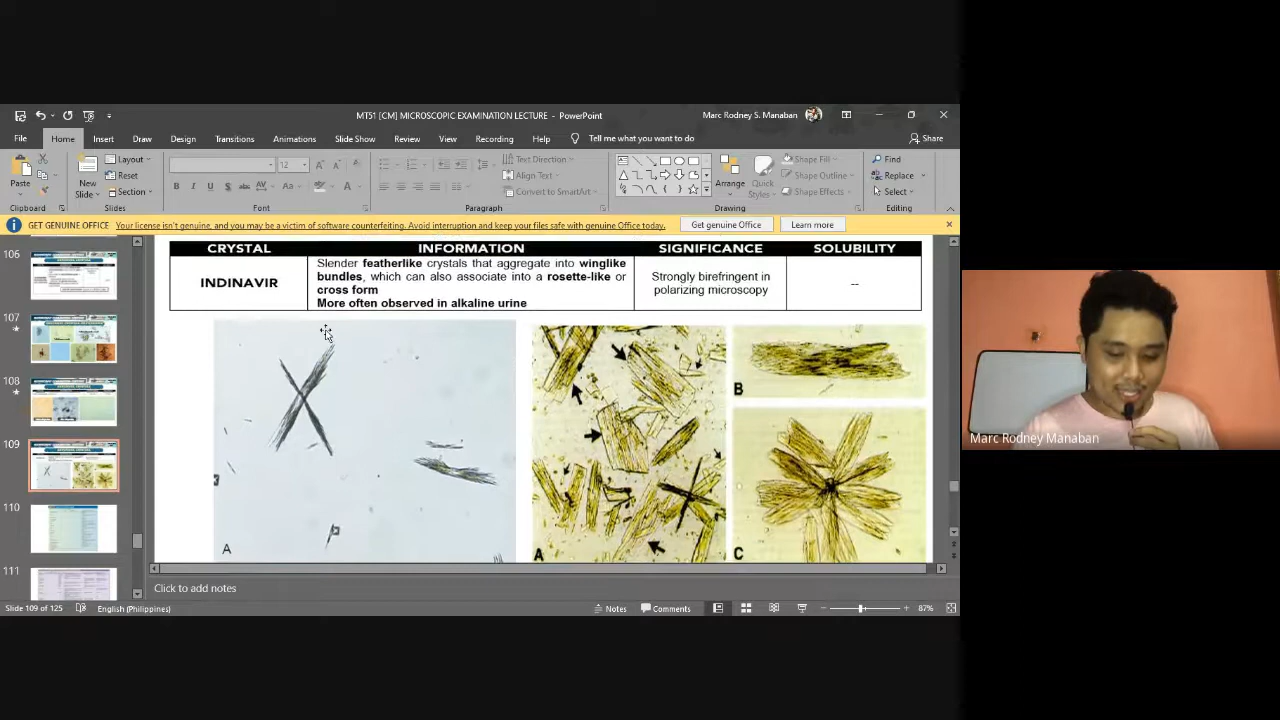 MT51 [CM] MICROSCOPIC EXAMINATION LECTURE - PowerPoint
Marc Rodney S. Manaban
File Home Insert Draw Design Transitions Animations Slide Show Review View Recording Help Tell me what you want to do Share
Paste
New Slide
Layout
Reset
Section
12
Text Direction
Align Text
Convert to SmartArt
Arrange
Quick Styles
Shape Fill
Shape Outline
Shape Effects
Find
Replace
Select
Clipboard Slides Font Paragraph Drawing Editing
GET GENUINE OFFICE Your license isn't genuine, and you may be a victim of software counterfeiting. Avoid interruption and keep your files safe with genuine Office today. Get genuine Office Learn more
106
107
108
109
110
111
CRYSTAL INFORMATION SIGNIFICANCE SOLUBILITY
INDINAVIR
Slender featherlike crystals that aggregate into winglike
bundles, which can also associate into a rosette-like or
cross form
More often observed in alkaline urine
Strongly birefringent in
polarizing microscopy
--
A
A
B
C
Click to add notes
Slide 109 of 125 English (Philippines) Notes Comments 87%
Marc Rodney Manaban